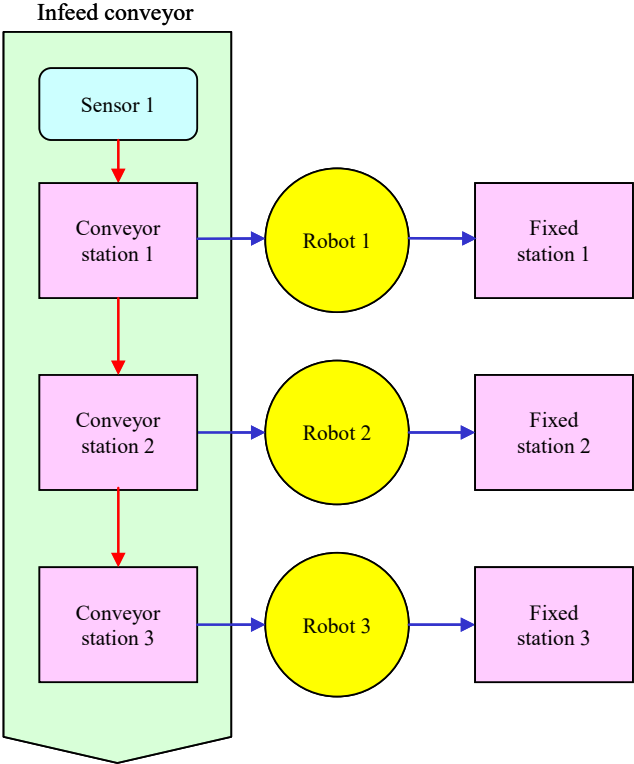 Infeed conveyor
Sensor 1
Conveyor
station 1
Robot 1
Fixed
station 1
Conveyor
station 2
Robot 2
Fixed
station 2
Conveyor
station 3
Robot 3
Fixed
station 3